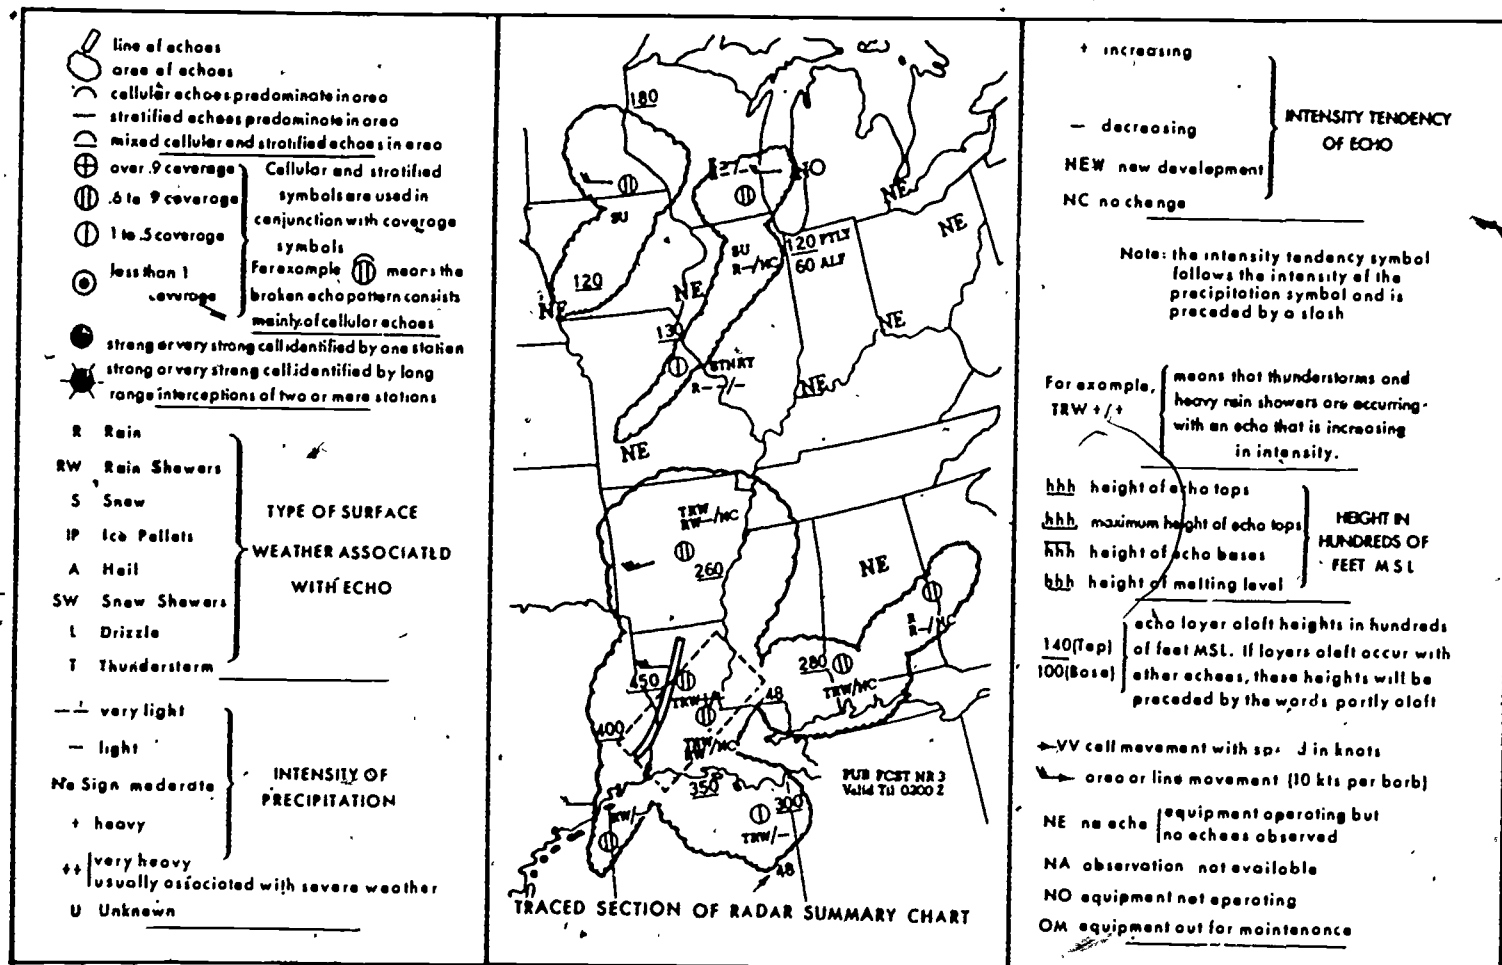 line of echoes
area of echoes
cellular echoes predominate in area
stratified echoes predominate in area
mixed cellular and stratified echoes in area
over .9 coverage
.6 to 9 coverage
1 to .5 coverage
less than 1
coverage
Cellular and stratified
symbols are used in
conjunction with coverage
symbols
For example means the
broken echo pattern consists
mainly of cellular echoes
strong or very strong cell identified by one station
strong or very strong cell identified by long
range interceptions of two or more stations
R Rain
RW Rain Showers
S Snow
IP Ice Pellets
A Hail
SW Snow Showers
L Drizzle
T Thunderstorm
TYPE OF SURFACE
WEATHER ASSOCIATED
WITH ECHO
-- very light
- light
No Sign moderate
+ heavy
++ very heavy
usually associated with severe weather
U Unknown
INTENSITY OF
PRECIPITATION
180
NO
NE
SU
NE
120
NE
NE
SU
R-/NC
120 PTLY
60 ALF
NE
130
NE
STNRY
R--/-
NE
NE
TRW
RW-/NC
260
NE
R
R-/NC
450
280
TRW/NC
48
400
TRW
RW/NC
350
PUB FCST NR 3
Valid Til 0300 Z
300
RW/-
TRW/-
48
TRACED SECTION OF RADAR SUMMARY CHART
+ increasing
- decreasing
NEW new development
NC no change
INTENSITY TENDENCY
OF ECHO
Note: the intensity tendency symbol
follows the intensity of the
precipitation symbol and is
preceded by a slash
For example,
TRW +/+
means that thunderstorms and
heavy rain showers are occurring
with an echo that is increasing
in intensity.
hhh height of echo tops
hhh maximum height of echo tops
hhh height of echo bases
hhh height of melting level
HEIGHT IN
HUNDREDS OF
FEET MSL
140(Top)
100(Base)
echo layer aloft heights in hundreds
of feet MSL. If layers aloft occur with
other echoes, these heights will be
preceded by the words partly aloft
VV cell movement with sp d in knots
area or line movement (10 kts per barb)
NE no echo equipment operating but
no echoes observed
NA observation not available
NO equipment not operating
OM equipment out for maintenance